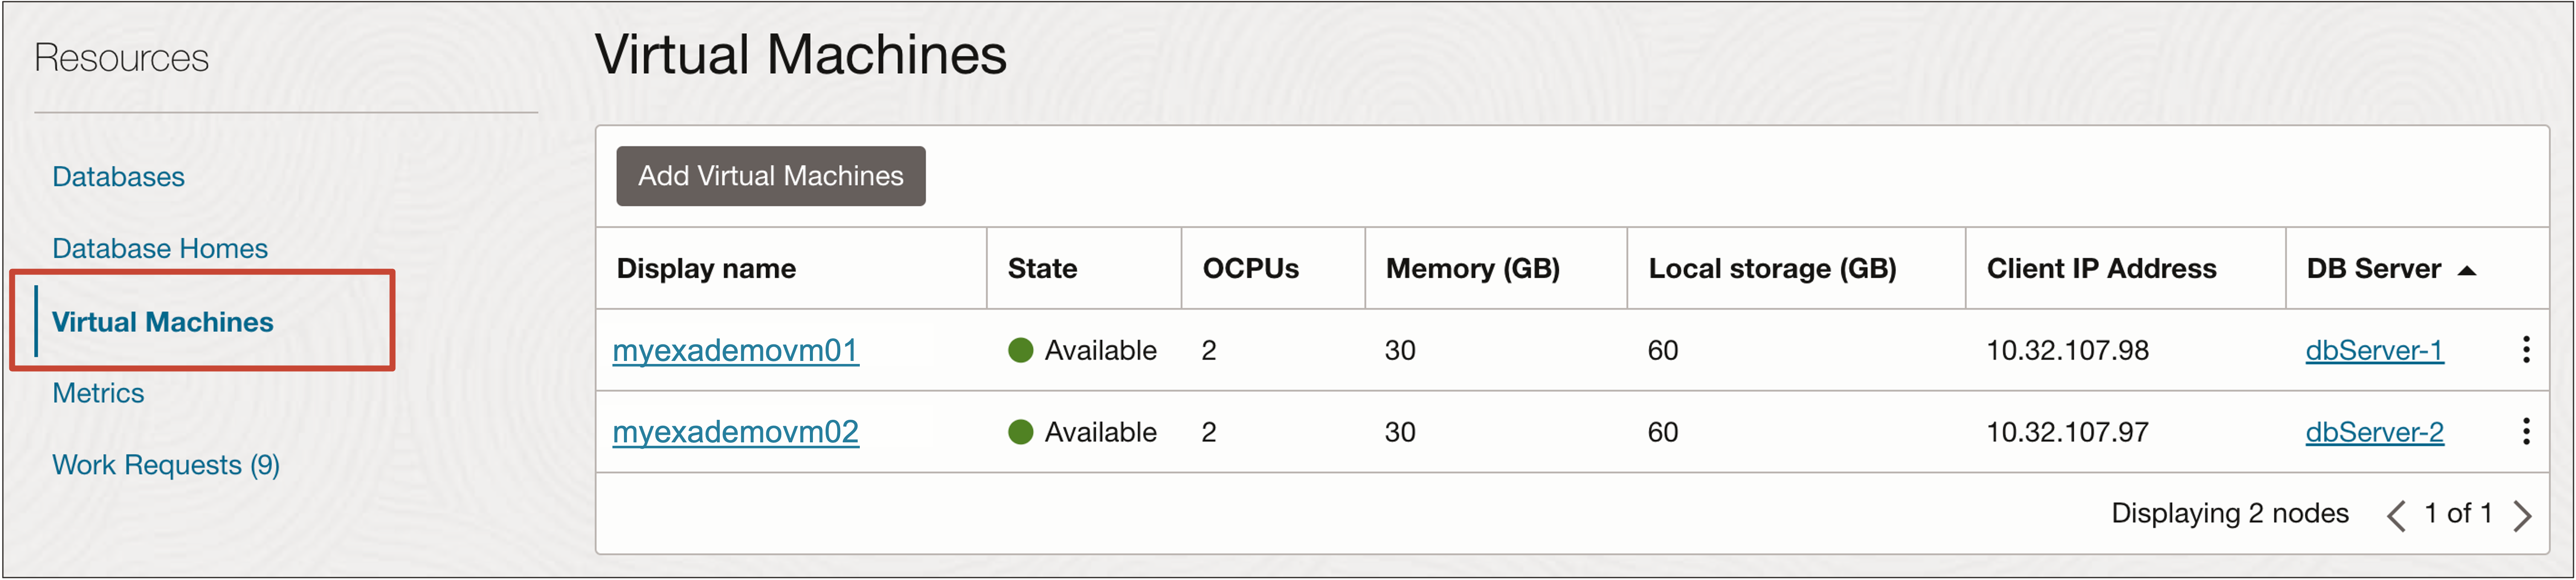 Resources
Databases
Database Homes
Virtual Machines
Metrics
Work Requests (9)
Virtual Machines
Add Virtual Machines
Display name State OCPUs Memory (GB) Local storage (GB) Client IP Address DB Server
myexademovm01 Available 2 30 60 10.32.107.98 dbServer-1
myexademovm02 Available 2 30 60 10.32.107.97 dbServer-2
Displaying 2 nodes 1 of 1